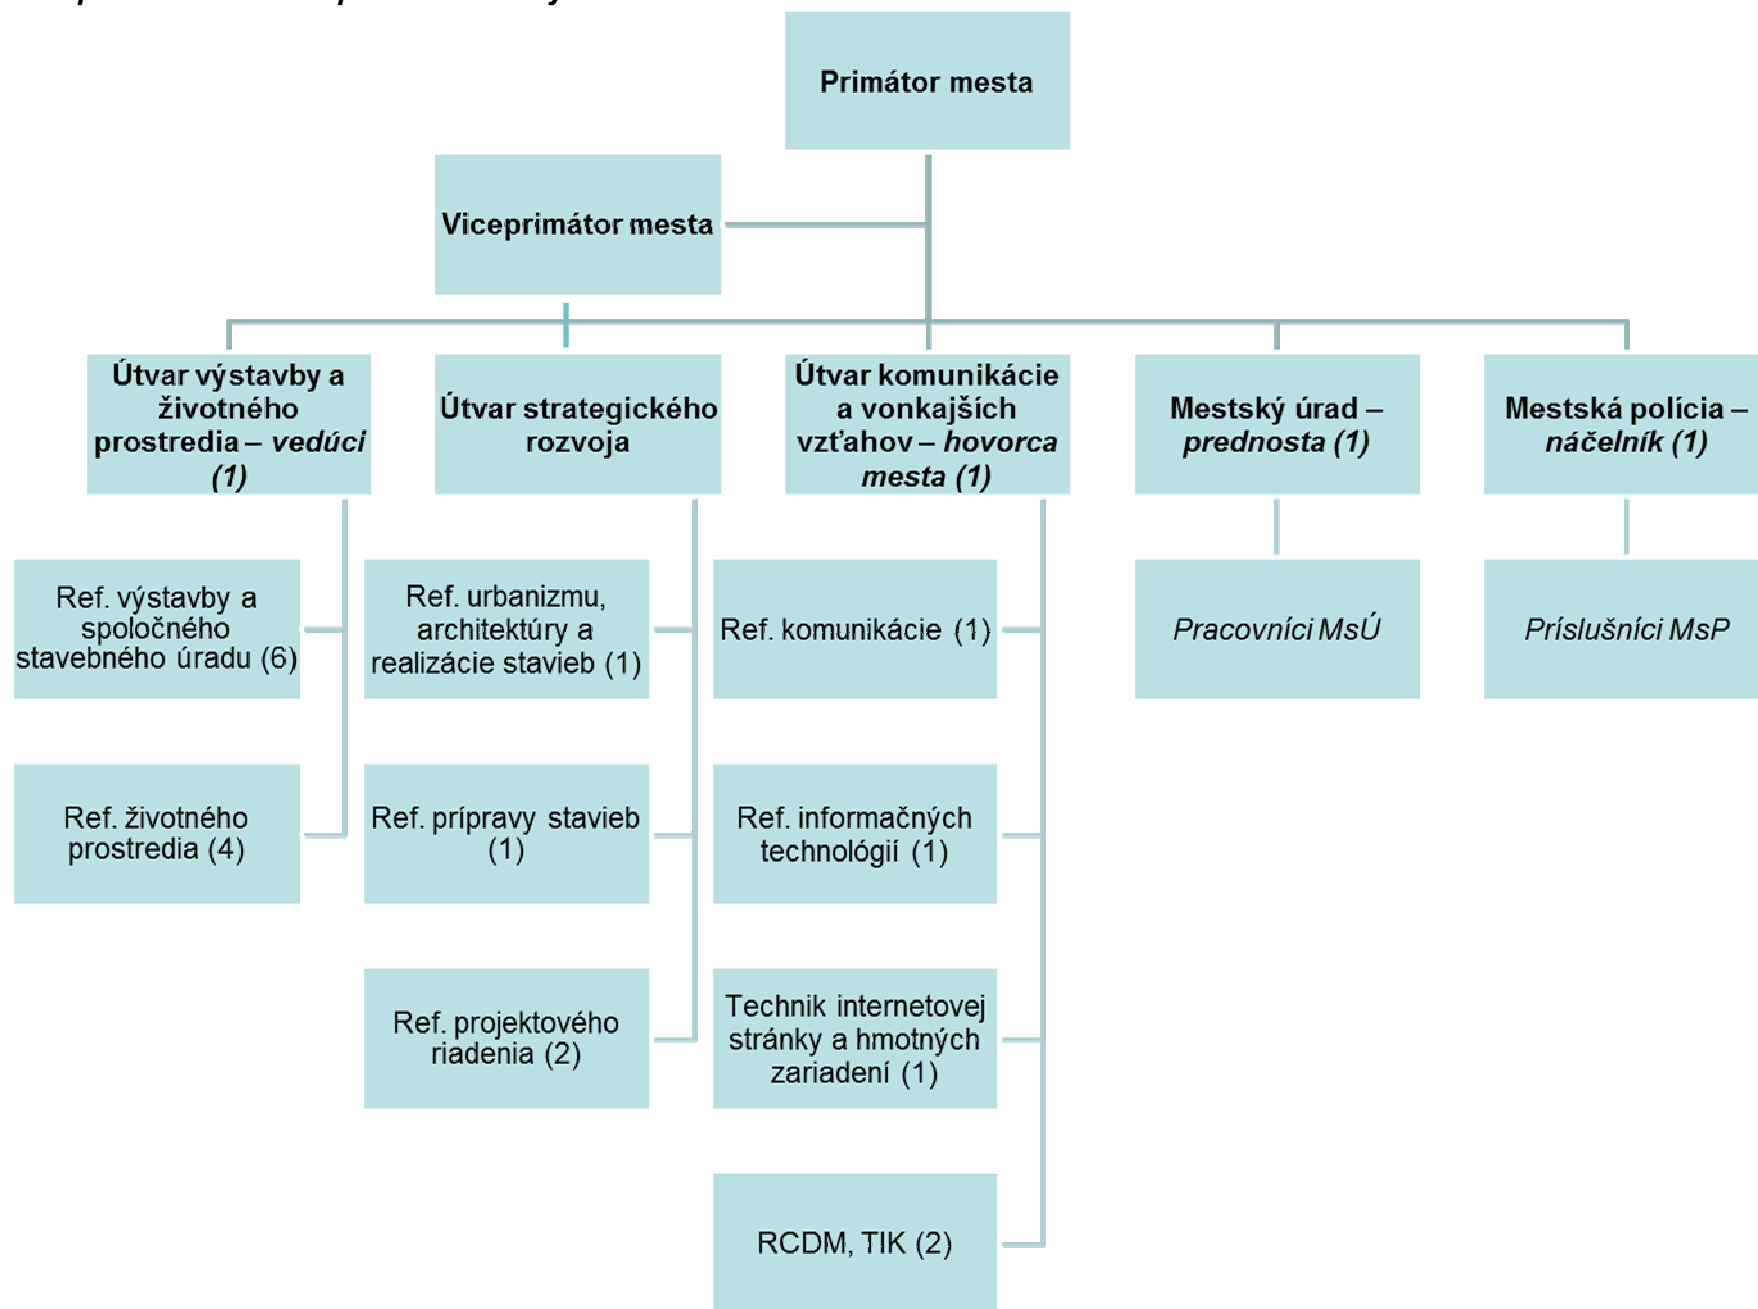 Primátor mesta
Viceprimátor mesta
Útvar výstavby a
životného
prostredia – vedúci
(1)
Útvar strategického
rozvoja
Útvar komunikácie
a vonkajších
vzťahov – hovorca
mesta (1)
Mestský úrad –
prednosta (1)
Mestská polícia –
náčelník (1)
Ref. výstavby a
spoločného
stavebného úradu (6)
Ref. urbanizmu,
architektúry a
realizácie stavieb (1)
Ref. komunikácie (1)
Pracovníci MsÚ
Príslušníci MsP
Ref. životného
prostredia (4)
Ref. prípravy stavieb
(1)
Ref. informačných
technológií (1)
Ref. projektového
riadenia (2)
Technik internetovej
stránky a hmotných
zariadení (1)
RCDM, TIK (2)